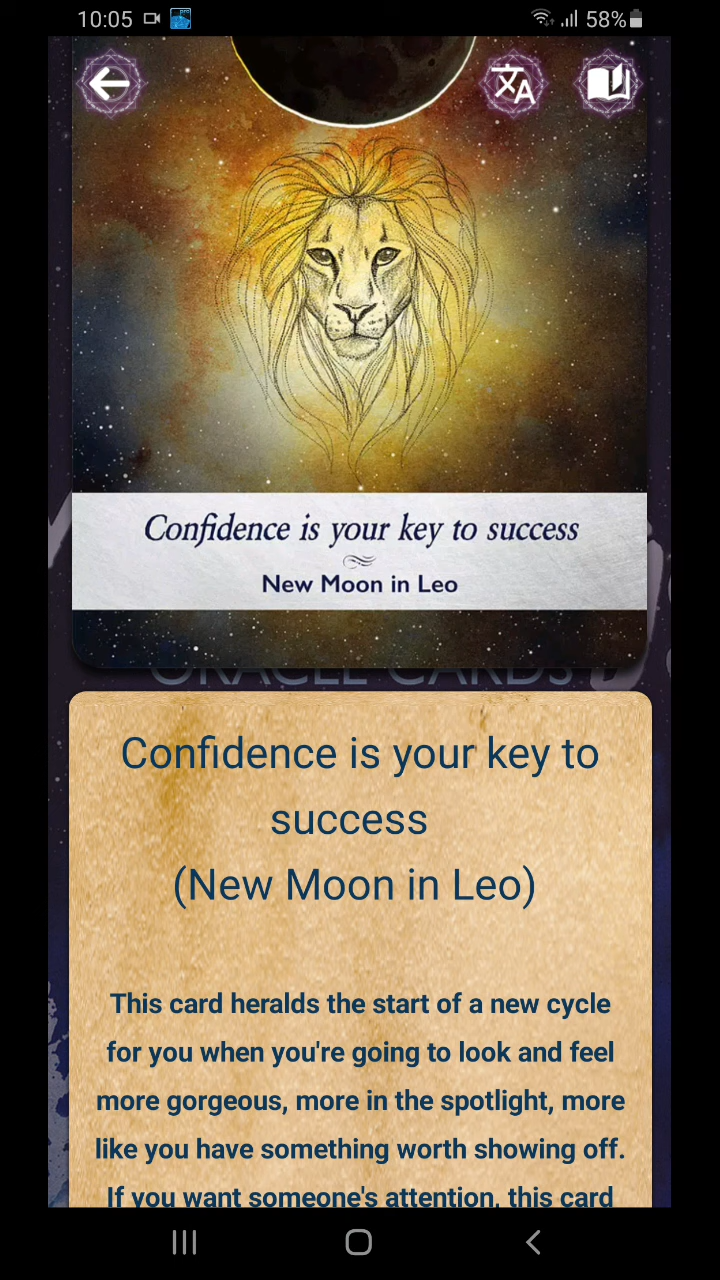 10:05
58%
Confidence is your key to success
New Moon in Leo
ORACLE CARDS
Confidence is your key to
success
(New Moon in Leo)
This card heralds the start of a new cycle
for you when you're going to look and feel
more gorgeous, more in the spotlight, more
like you have something worth showing off.
If you want someone's attention, this card